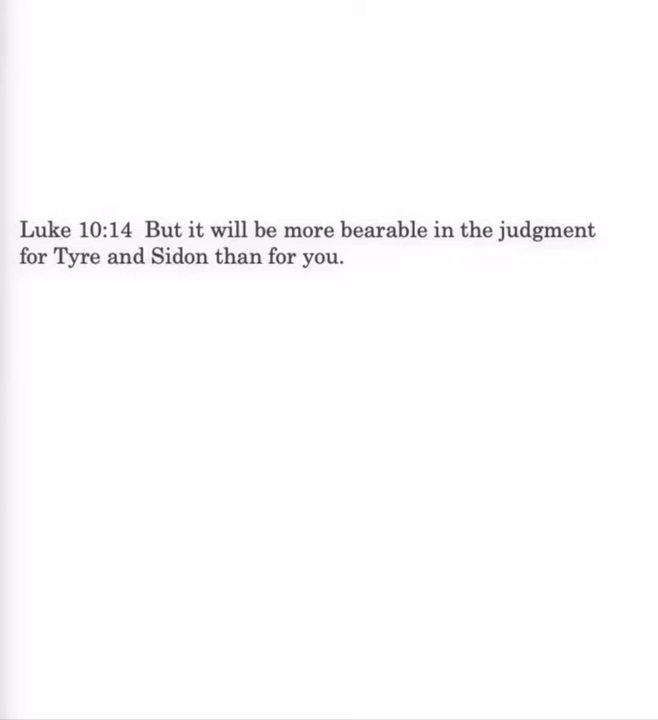 Luke 10:14 But it will be more bearable in the judgment
for Tyre and Sidon than for you.